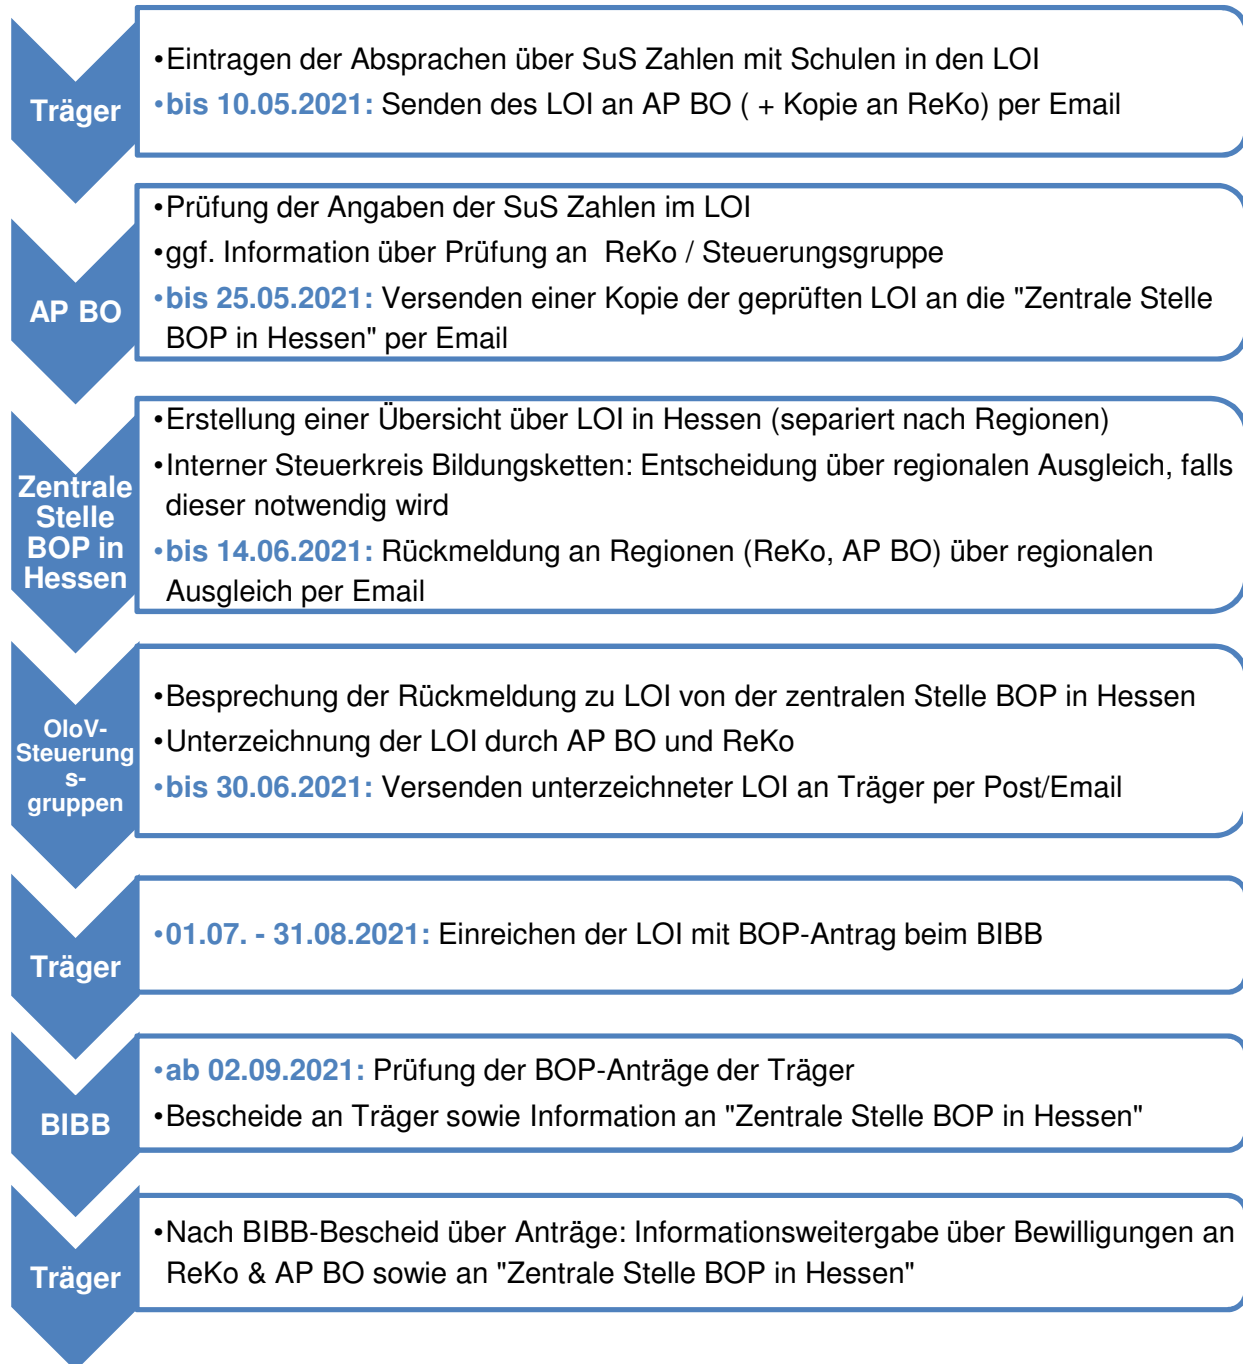 Träger
•Eintragen der Absprachen über SuS Zahlen mit Schulen in den LOI
•bis 10.05.2021: Senden des LOI an AP BO ( + Kopie an ReKo) per Email
AP BO
•Prüfung der Angaben der SuS Zahlen im LOI
•ggf. Information über Prüfung an  ReKo / Steuerungsgruppe
•bis 25.05.2021: Versenden einer Kopie der geprüften LOI an die "Zentrale Stelle
BOP in Hessen" per Email
Zentrale
Stelle
BOP in
Hessen
•Erstellung einer Übersicht über LOI in Hessen (separiert nach Regionen)
•Interner Steuerkreis Bildungsketten: Entscheidung über regionalen Ausgleich, falls
dieser notwendig wird
•bis 14.06.2021: Rückmeldung an Regionen (ReKo, AP BO) über regionalen
Ausgleich per Email
OloV-
Steuerung
s-
gruppen
•Besprechung der Rückmeldung zu LOI von der zentralen Stelle BOP in Hessen
•Unterzeichnung der LOI durch AP BO und ReKo
•bis 30.06.2021: Versenden unterzeichneter LOI an Träger per Post/Email
Träger
•01.07. - 31.08.2021: Einreichen der LOI mit BOP-Antrag beim BIBB
BIBB
•ab 02.09.2021: Prüfung der BOP-Anträge der Träger
•Bescheide an Träger sowie Information an "Zentrale Stelle BOP in Hessen"
Träger
•Nach BIBB-Bescheid über Anträge: Informationsweitergabe über Bewilligungen an
ReKo & AP BO sowie an "Zentrale Stelle BOP in Hessen"